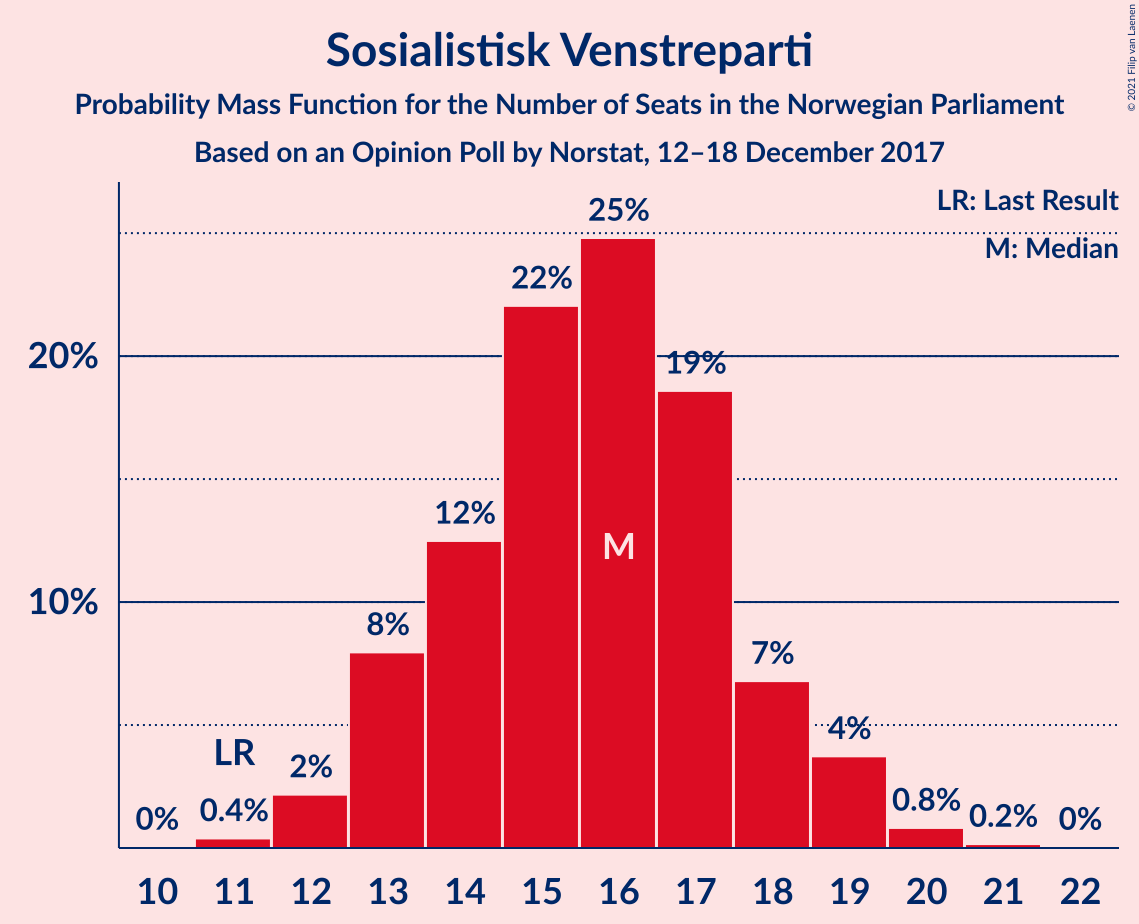 Sosialistisk Venstreparti
Probability Mass Function for the Number of Seats in the Norwegian Parliament
Based on an Opinion Poll by Norstat, 12–18 December 2017
© 2021 Filip van Laenen
LR: Last Result
M: Median
25%
22%
20%
19%
12%
M
10%
8%
7%
4%
LR
2%
0%
0.4%
0.8%
0.2%
0%
10 11 12 13 14 15 16 17 18 19 20 21 22